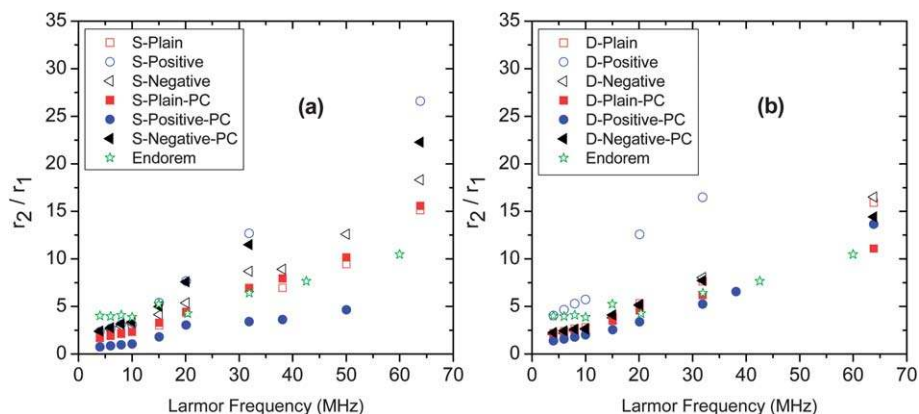 35
30
25
20
15
10
5
0
r2 / r1
S-Plain
S-Positive
S-Negative
S-Plain-PC
S-Positive-PC
S-Negative-PC
Endorem
(a)
0 10 20 30 40 50 60 70
Larmor Frequency (MHz)
35
30
25
20
15
10
5
0
r2 / r1
D-Plain
D-Positive
D-Negative
D-Plain-PC
D-Positive-PC
D-Negative-PC
Endorem
(b)
0 10 20 30 40 50 60 70
Larmor Frequency (MHz)